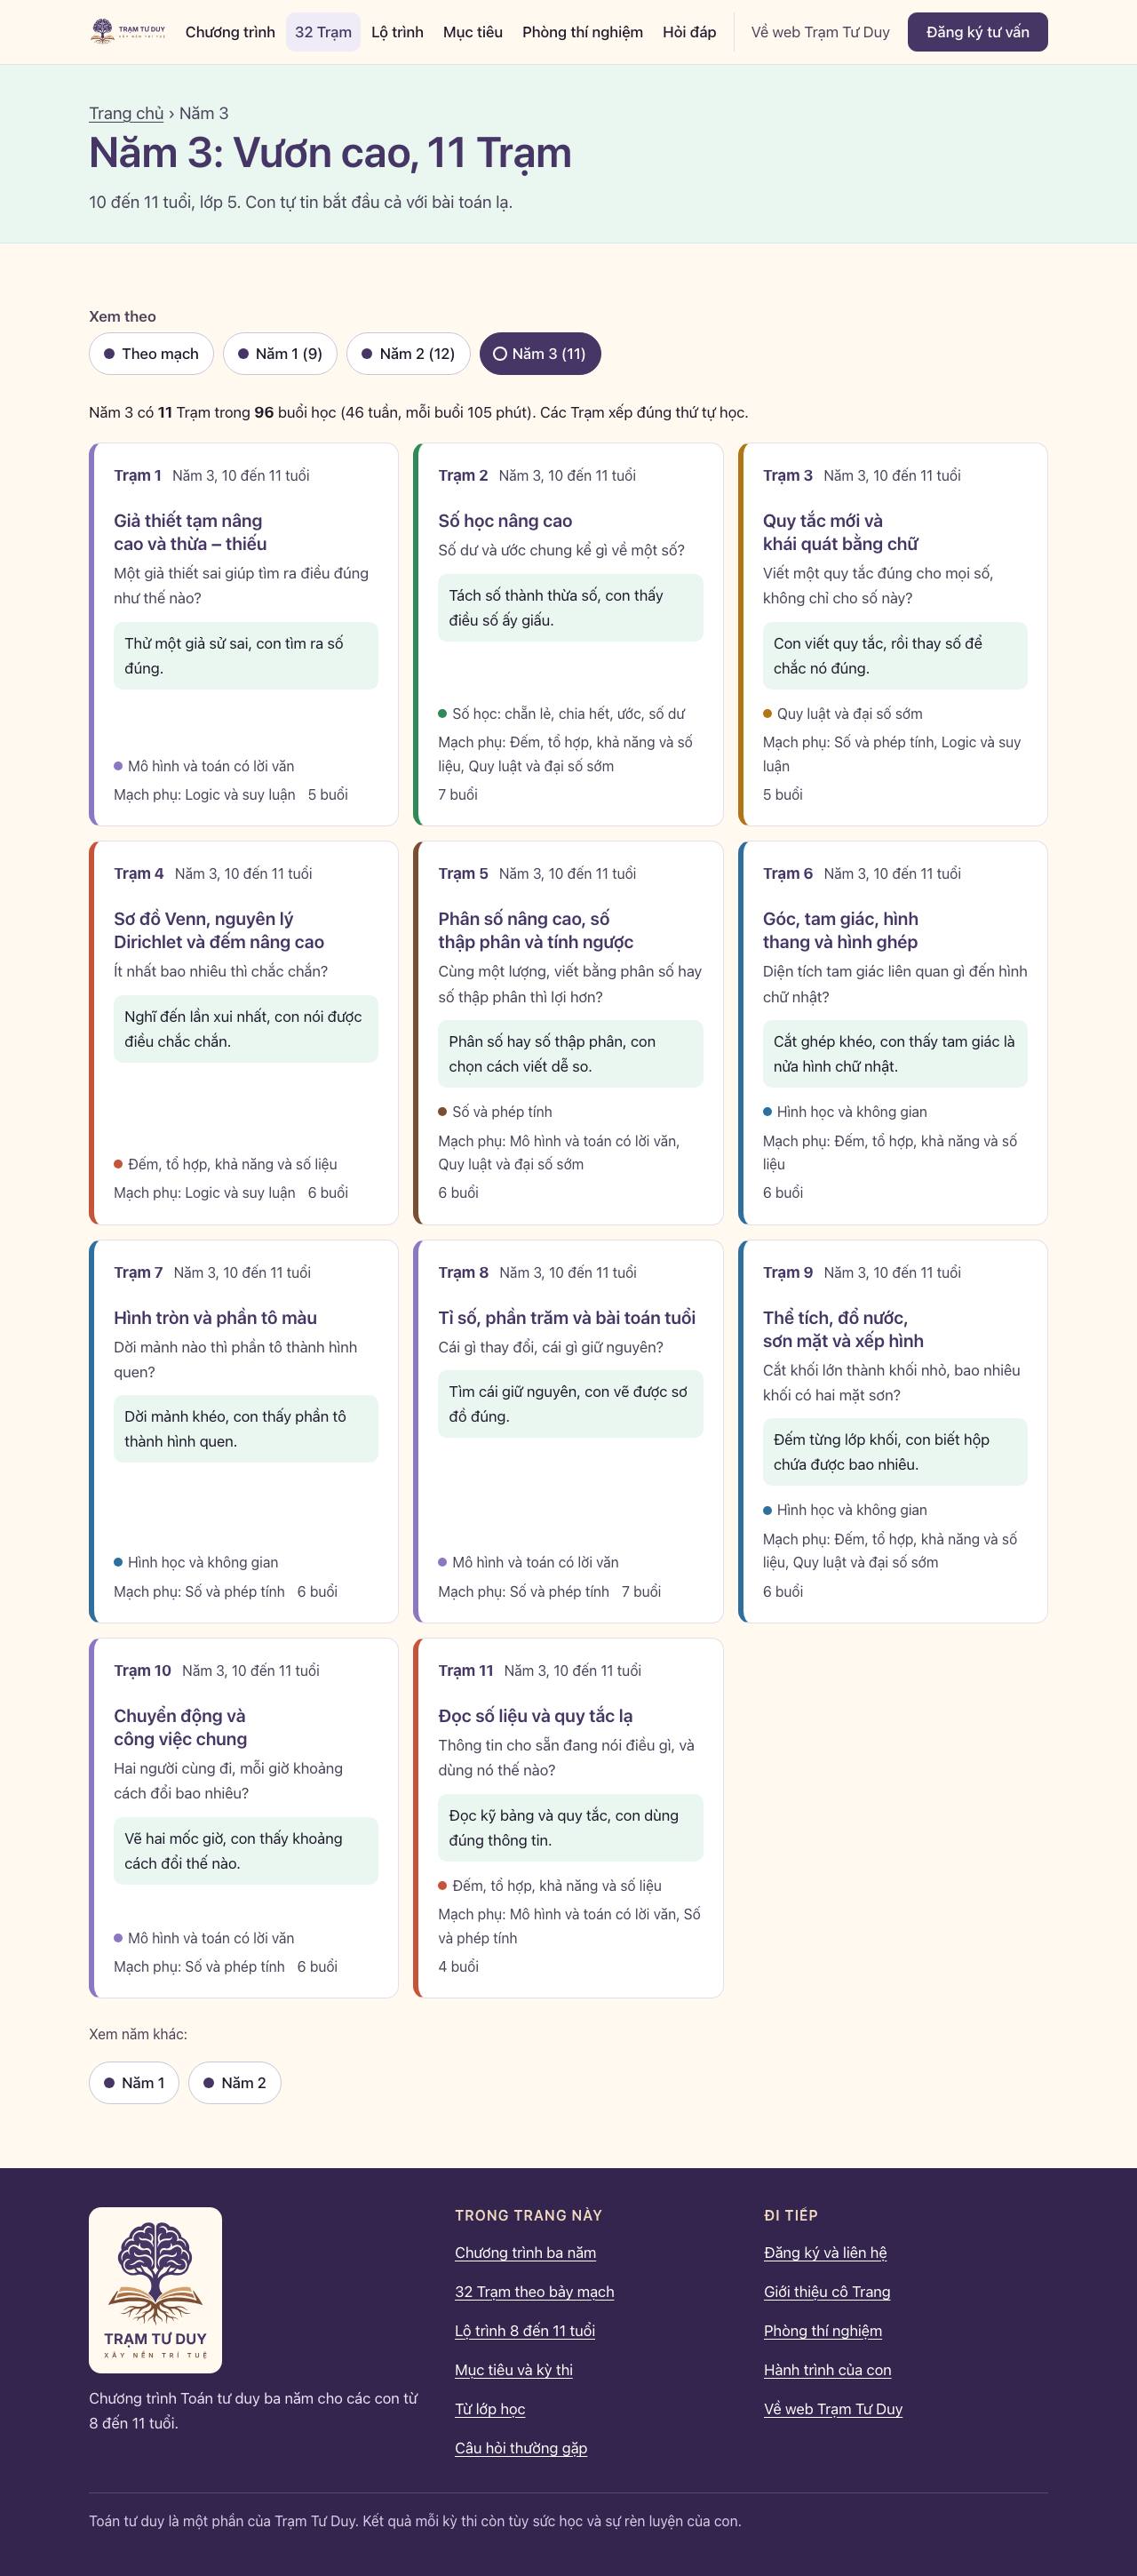 TRẠM TƯ DUY
XÂY NỀN TRÍ TUỆ
Chương trình
32 Trạm
Lộ trình
Mục tiêu
Phòng thí nghiệm
Hỏi đáp
Về web Trạm Tư Duy
Đăng ký tư vấn
Trang chủ › Năm 3
Năm 3: Vươn cao, 11 Trạm
10 đến 11 tuổi, lớp 5. Con tự tin bắt đầu cả với bài toán lạ.
Xem theo
Theo mạch
Năm 1 (9)
Năm 2 (12)
Năm 3 (11)
Năm 3 có 11 Trạm trong 96 buổi học (46 tuần, mỗi buổi 105 phút). Các Trạm xếp đúng thứ tự học.
Trạm 1 Năm 3, 10 đến 11 tuổi
Giả thiết tạm nâng
cao và thừa – thiếu
Một giả thiết sai giúp tìm ra điều đúng
như thế nào?
Thử một giả sử sai, con tìm ra số
đúng.
Mô hình và toán có lời văn
Mạch phụ: Logic và suy luận 5 buổi
Trạm 2 Năm 3, 10 đến 11 tuổi
Số học nâng cao
Số dư và ước chung kể gì về một số?
Tách số thành thừa số, con thấy
điều số ấy giấu.
Số học: chẵn lẻ, chia hết, ước, số dư
Mạch phụ: Đếm, tổ hợp, khả năng và số
liệu, Quy luật và đại số sớm
7 buổi
Trạm 3 Năm 3, 10 đến 11 tuổi
Quy tắc mới và
khái quát bằng chữ
Viết một quy tắc đúng cho mọi số,
không chỉ cho số này?
Con viết quy tắc, rồi thay số để
chắc nó đúng.
Quy luật và đại số sớm
Mạch phụ: Số và phép tính, Logic và suy
luận
5 buổi
Trạm 4 Năm 3, 10 đến 11 tuổi
Sơ đồ Venn, nguyên lý
Dirichlet và đếm nâng cao
Ít nhất bao nhiêu thì chắc chắn?
Nghĩ đến lần xui nhất, con nói được
điều chắc chắn.
Đếm, tổ hợp, khả năng và số liệu
Mạch phụ: Logic và suy luận 6 buổi
Trạm 5 Năm 3, 10 đến 11 tuổi
Phân số nâng cao, số
thập phân và tính ngược
Cùng một lượng, viết bằng phân số hay
số thập phân thì lợi hơn?
Phân số hay số thập phân, con
chọn cách viết dễ so.
Số và phép tính
Mạch phụ: Mô hình và toán có lời văn,
Quy luật và đại số sớm
6 buổi
Trạm 6 Năm 3, 10 đến 11 tuổi
Góc, tam giác, hình
thang và hình ghép
Diện tích tam giác liên quan gì đến hình
chữ nhật?
Cắt ghép khéo, con thấy tam giác là
nửa hình chữ nhật.
Hình học và không gian
Mạch phụ: Đếm, tổ hợp, khả năng và số
liệu
6 buổi
Trạm 7 Năm 3, 10 đến 11 tuổi
Hình tròn và phần tô màu
Dời mảnh nào thì phần tô thành hình
quen?
Dời mảnh khéo, con thấy phần tô
thành hình quen.
Hình học và không gian
Mạch phụ: Số và phép tính 6 buổi
Trạm 8 Năm 3, 10 đến 11 tuổi
Tỉ số, phần trăm và bài toán tuổi
Cái gì thay đổi, cái gì giữ nguyên?
Tìm cái giữ nguyên, con vẽ được sơ
đồ đúng.
Mô hình và toán có lời văn
Mạch phụ: Số và phép tính 7 buổi
Trạm 9 Năm 3, 10 đến 11 tuổi
Thể tích, đổ nước,
sơn mặt và xếp hình
Cắt khối lớn thành khối nhỏ, bao nhiêu
khối có hai mặt sơn?
Đếm từng lớp khối, con biết hộp
chứa được bao nhiêu.
Hình học và không gian
Mạch phụ: Đếm, tổ hợp, khả năng và số
liệu, Quy luật và đại số sớm
6 buổi
Trạm 10 Năm 3, 10 đến 11 tuổi
Chuyển động và
công việc chung
Hai người cùng đi, mỗi giờ khoảng
cách đổi bao nhiêu?
Vẽ hai mốc giờ, con thấy khoảng
cách đổi thế nào.
Mô hình và toán có lời văn
Mạch phụ: Số và phép tính 6 buổi
Trạm 11 Năm 3, 10 đến 11 tuổi
Đọc số liệu và quy tắc lạ
Thông tin cho sẵn đang nói điều gì, và
dùng nó thế nào?
Đọc kỹ bảng và quy tắc, con dùng
đúng thông tin.
Đếm, tổ hợp, khả năng và số liệu
Mạch phụ: Mô hình và toán có lời văn, Số
và phép tính
4 buổi
Xem năm khác:
Năm 1
Năm 2
TRẠM TƯ DUY
XÂY NỀN TRÍ TUỆ
Chương trình Toán tư duy ba năm cho các con từ
8 đến 11 tuổi.
TRONG TRANG NÀY
Chương trình ba năm
32 Trạm theo bảy mạch
Lộ trình 8 đến 11 tuổi
Mục tiêu và kỳ thi
Từ lớp học
Câu hỏi thường gặp
ĐI TIẾP
Đăng ký và liên hệ
Giới thiệu cô Trang
Phòng thí nghiệm
Hành trình của con
Về web Trạm Tư Duy
Toán tư duy là một phần của Trạm Tư Duy. Kết quả mỗi kỳ thi còn tùy sức học và sự rèn luyện của con.